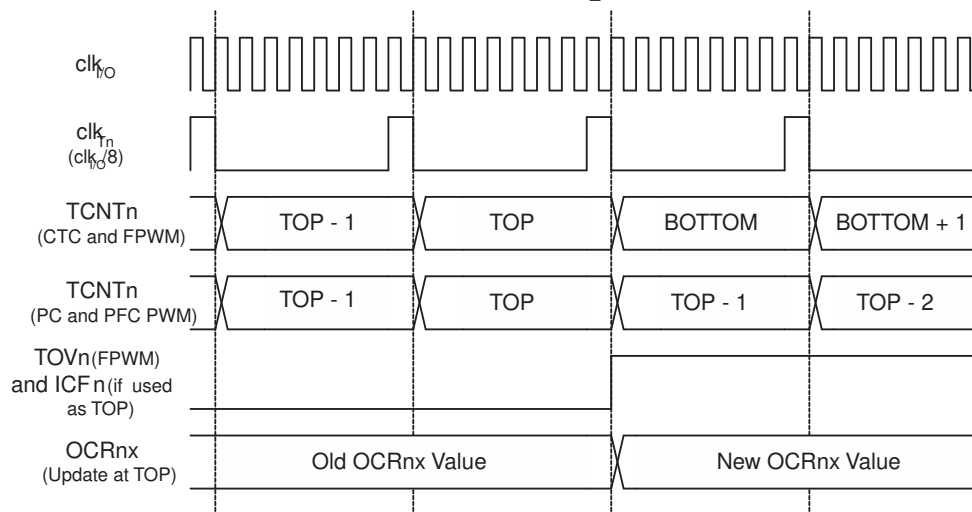 clkI/O
clkTn
(clkI/O/8)
TCNTn
(CTC and FPWM)
TOP - 1
TOP
BOTTOM
BOTTOM + 1
TCNTn
(PC and PFC PWM)
TOP - 1
TOP
TOP - 1
TOP - 2
TOVn (FPWM)
and ICFn (if used
as TOP)
OCRnx
(Update at TOP)
Old OCRnx Value
New OCRnx Value